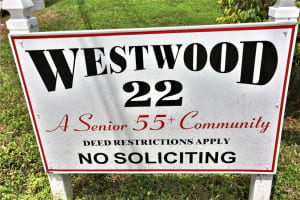 WESTWOOD
22
A Senior 55+ Community
DEED RESTRICTIONS APPLY
NO SOLICITING